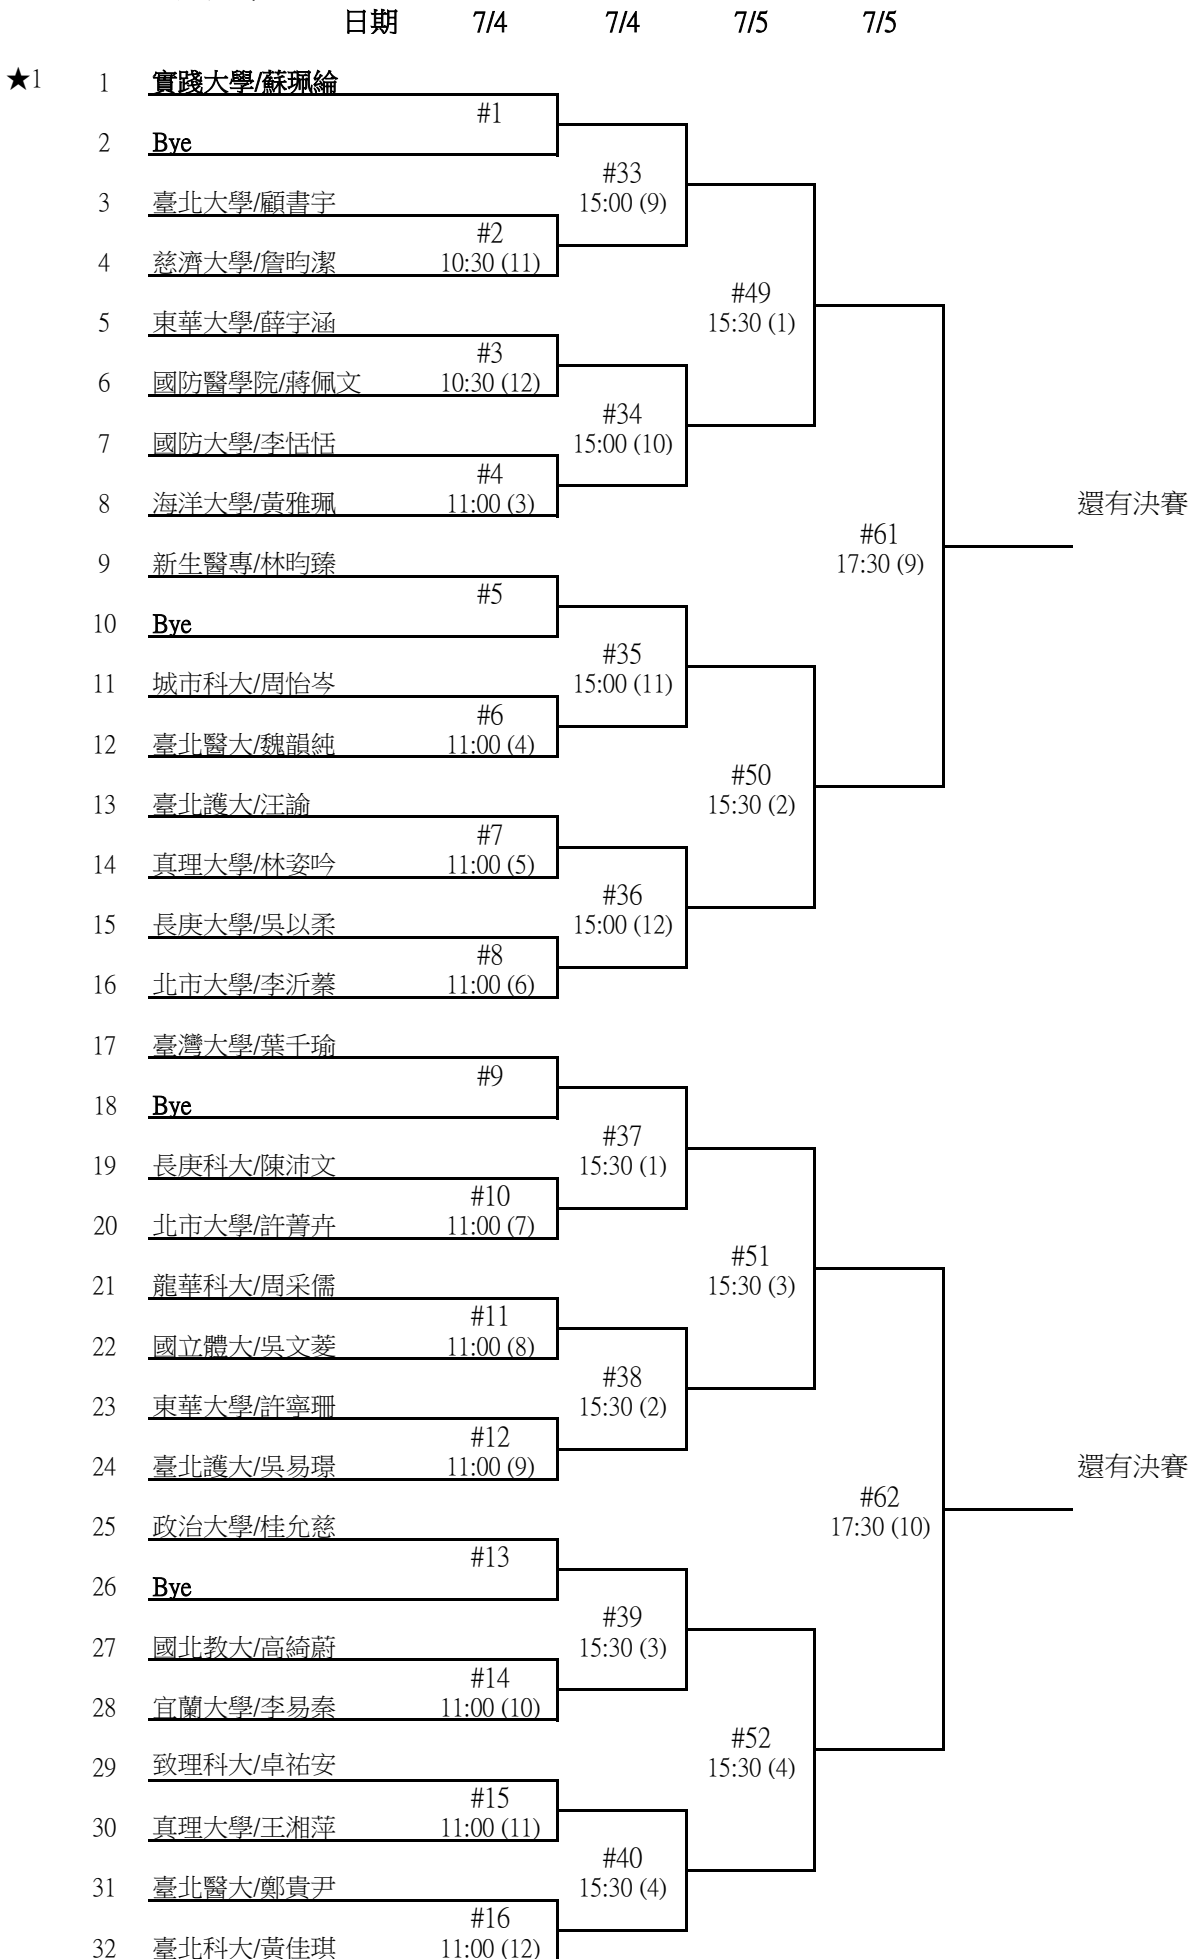 日期 7/4 7/4 7/5 7/5
★1 1 實踐大學/蘇珮綸
#1
2 Bye
#33
3 臺北大學/顧書宇 15:00 (9)
#2
4 慈濟大學/詹昀潔 10:30 (11)
#49
5 東華大學/薛宇涵 15:30 (1)
#3
6 國防醫學院/蔣佩文 10:30 (12)
#34
7 國防大學/李恬恬 15:00 (10)
#4
8 海洋大學/黃雅珮 11:00 (3) 還有決賽
#61
9 新生醫專/林昀臻 17:30 (9)
#5
10 Bye
#35
11 城市科大/周怡岑 15:00 (11)
#6
12 臺北醫大/魏韻純 11:00 (4)
#50
13 臺北護大/汪諭 15:30 (2)
#7
14 真理大學/林姿吟 11:00 (5)
#36
15 長庚大學/吳以柔 15:00 (12)
#8
16 北市大學/李沂蓁 11:00 (6)
17 臺灣大學/葉千瑜
#9
18 Bye
#37
19 長庚科大/陳沛文 15:30 (1)
#10
20 北市大學/許菁卉 11:00 (7)
#51
21 龍華科大/周采儒 15:30 (3)
#11
22 國立體大/吳文菱 11:00 (8)
#38
23 東華大學/許寧珊 15:30 (2)
#12
24 臺北護大/吳易璟 11:00 (9) 還有決賽
#62
25 政治大學/桂允慈 17:30 (10)
#13
26 Bye
#39
27 國北教大/高綺蔚 15:30 (3)
#14
28 宜蘭大學/李易秦 11:00 (10)
#52
29 致理科大/卓祐安 15:30 (4)
#15
30 真理大學/王湘萍 11:00 (11)
#40
31 臺北醫大/鄭貴尹 15:30 (4)
#16
32 臺北科大/黃佳琪 11:00 (12)